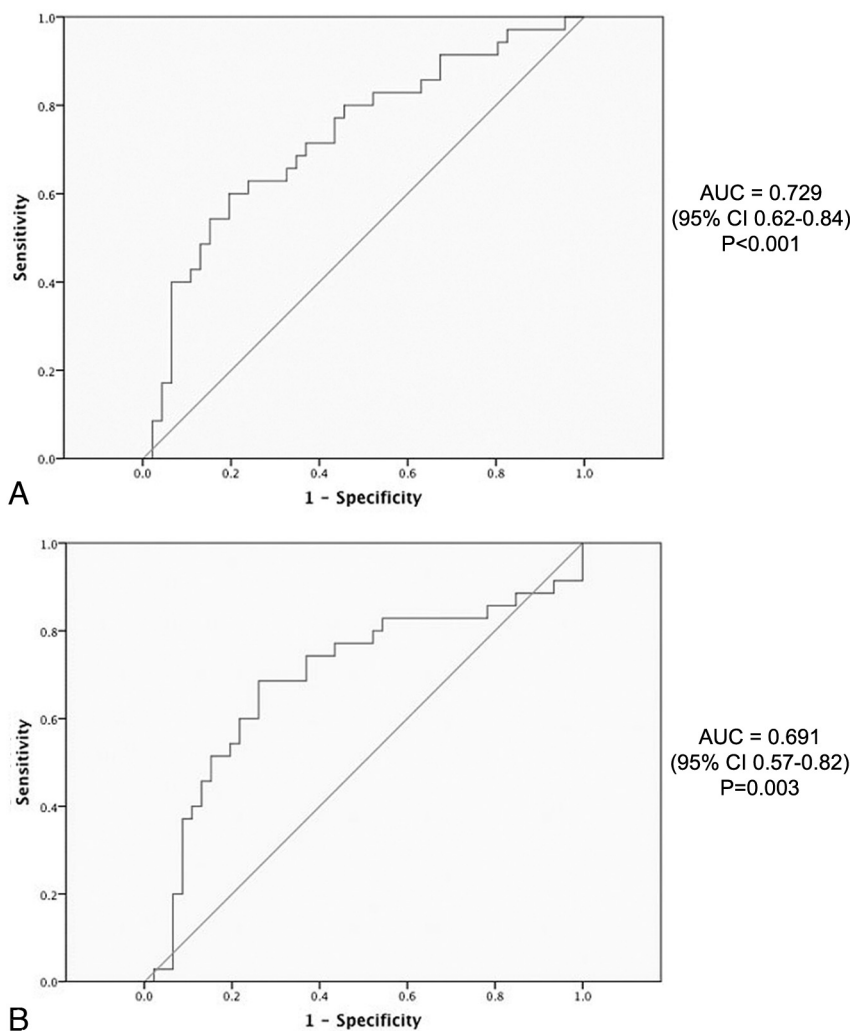 1.0
0.8
0.6
0.4
0.2
0.0
Sensitivity
0.0 0.2 0.4 0.6 0.8 1.0
1 - Specificity
A
AUC = 0.729
(95% CI 0.62-0.84)
P<0.001
1.0
0.8
0.6
0.4
0.2
0.0
Sensitivity
0.0 0.2 0.4 0.6 0.8 1.0
1 - Specificity
B
AUC = 0.691
(95% CI 0.57-0.82)
P=0.003